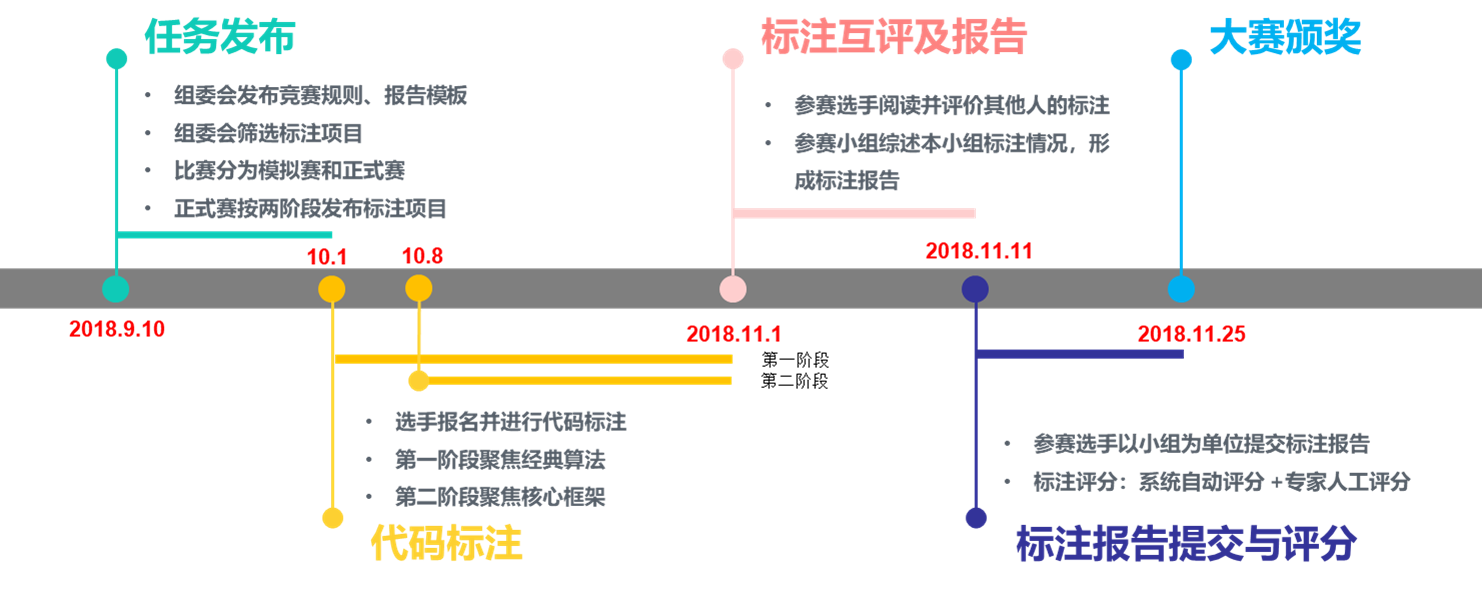 任务发布
• 组委会发布竞赛规则、报告模板
• 组委会筛选标注项目
• 比赛分为模拟赛和正式赛
• 正式赛按两阶段发布标注项目
标注互评及报告
• 参赛选手阅读并评价其他人的标注
• 参赛小组综述本小组标注情况，形
成标注报告
大赛颁奖
10.1
10.8
2018.11.11
2018.9.10
2018.11.1
2018.11.25
第一阶段
第二阶段
• 选手报名并进行代码标注
• 第一阶段聚焦经典算法
• 第二阶段聚焦核心框架
代码标注
• 参赛选手以小组为单位提交标注报告
• 标注评分：系统自动评分 +专家人工评分
标注报告提交与评分